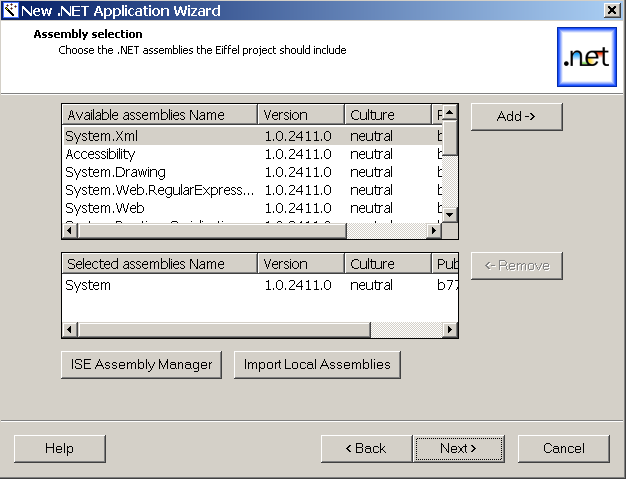 New .NET Application Wizard
Assembly selection
Choose the .NET assemblies the Eiffel project should include
.net
Available assemblies Name Version Culture
System.Xml 1.0.2411.0 neutral
Accessibility 1.0.2411.0 neutral
System.Drawing 1.0.2411.0 neutral
System.Web.RegularExpress... 1.0.2411.0 neutral
System.Web 1.0.2411.0 neutral
Add ->
Selected assemblies Name Version Culture Pub
System 1.0.2411.0 neutral b77
<- Remove
ISE Assembly Manager Import Local Assemblies
Help < Back Next > Cancel